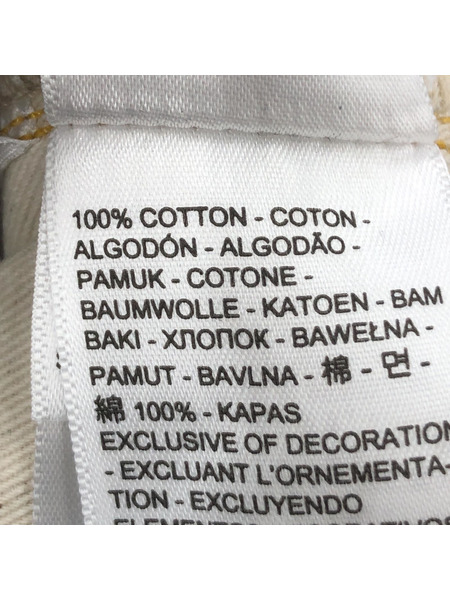 100% COTTON - COTON -
ALGODÓN - ALGODÃO -
PAMUK - COTONE -
BAUMWOLLE - KATOEN - BAM
BAKI - ХЛОПОК - BAWEŁNA -
PAMUT - BAVLNA - 棉 - 면 -
綿 100% - KAPAS
EXCLUSIVE OF DECORATION
- EXCLUANT L'ORNEMENTA-
TION - EXCLUYENDO